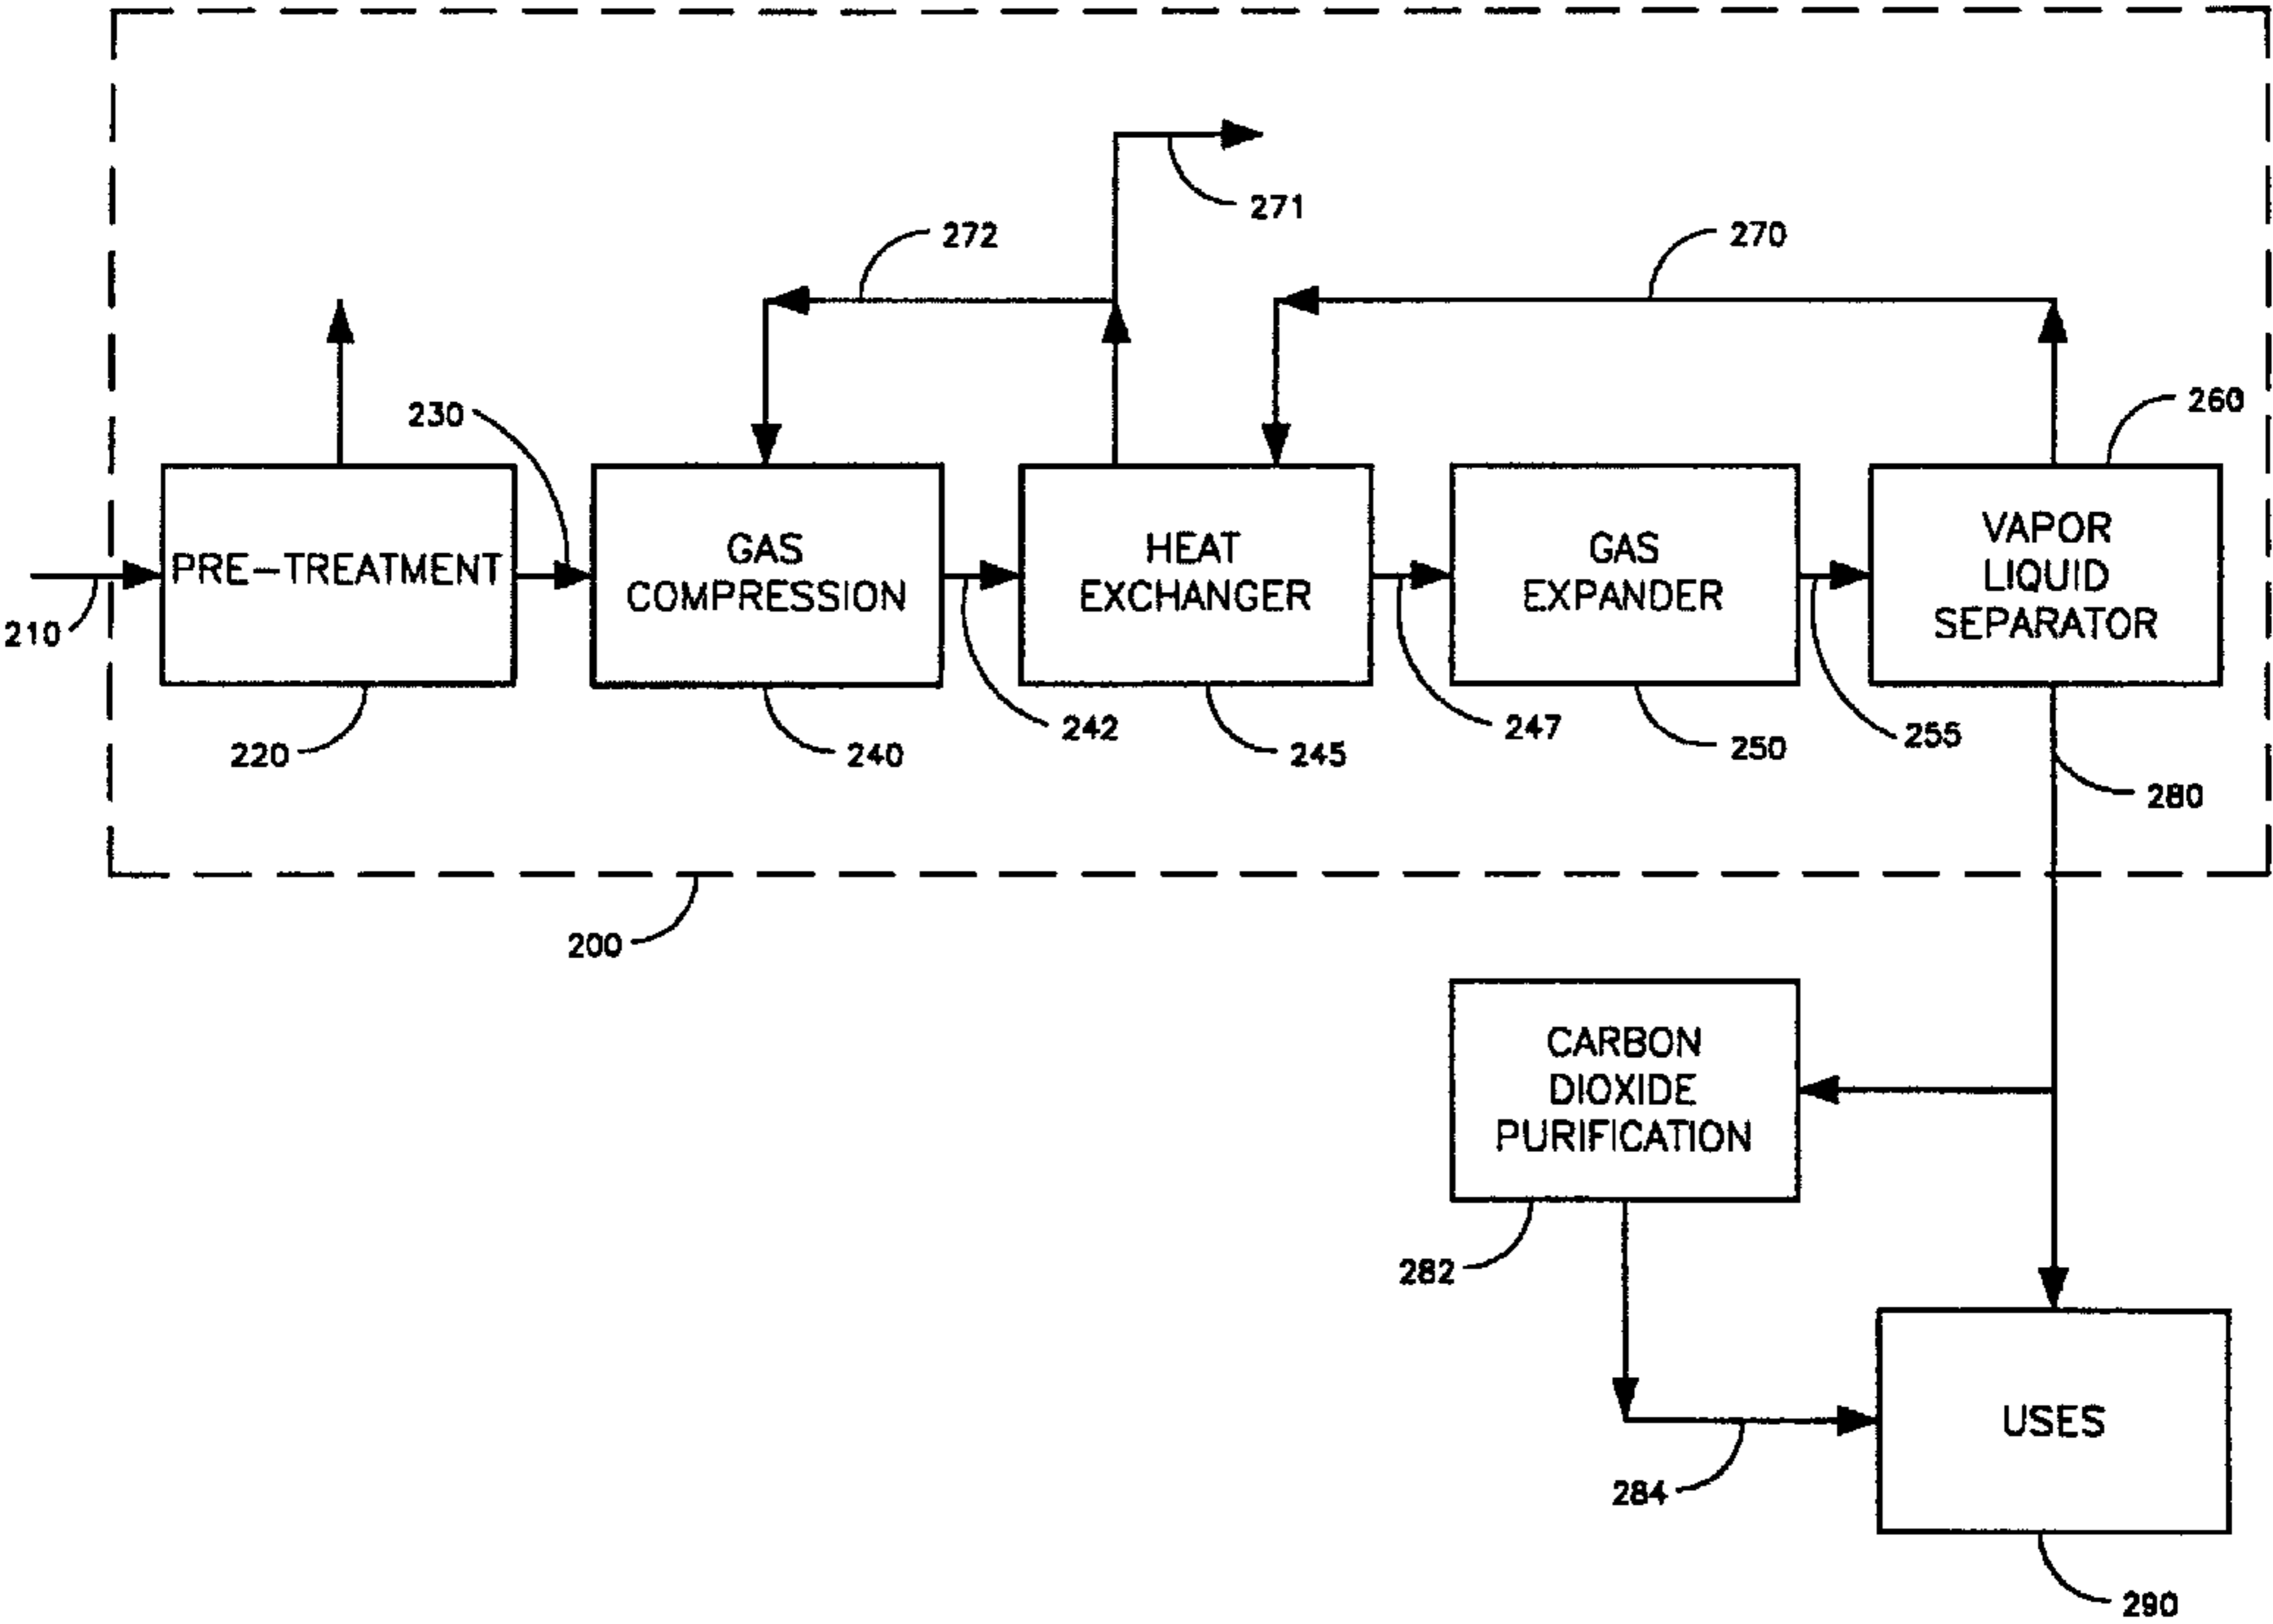 271
272
270
230
260
PRE-TREATMENT
GAS
COMPRESSION
HEAT
EXCHANGER
GAS
EXPANDER
VAPOR
LIQUID
SEPARATOR
210
220
240
242
245
247
250
255
280
200
CARBON
DIOXIDE
PURIFICATION
282
USES
284
290